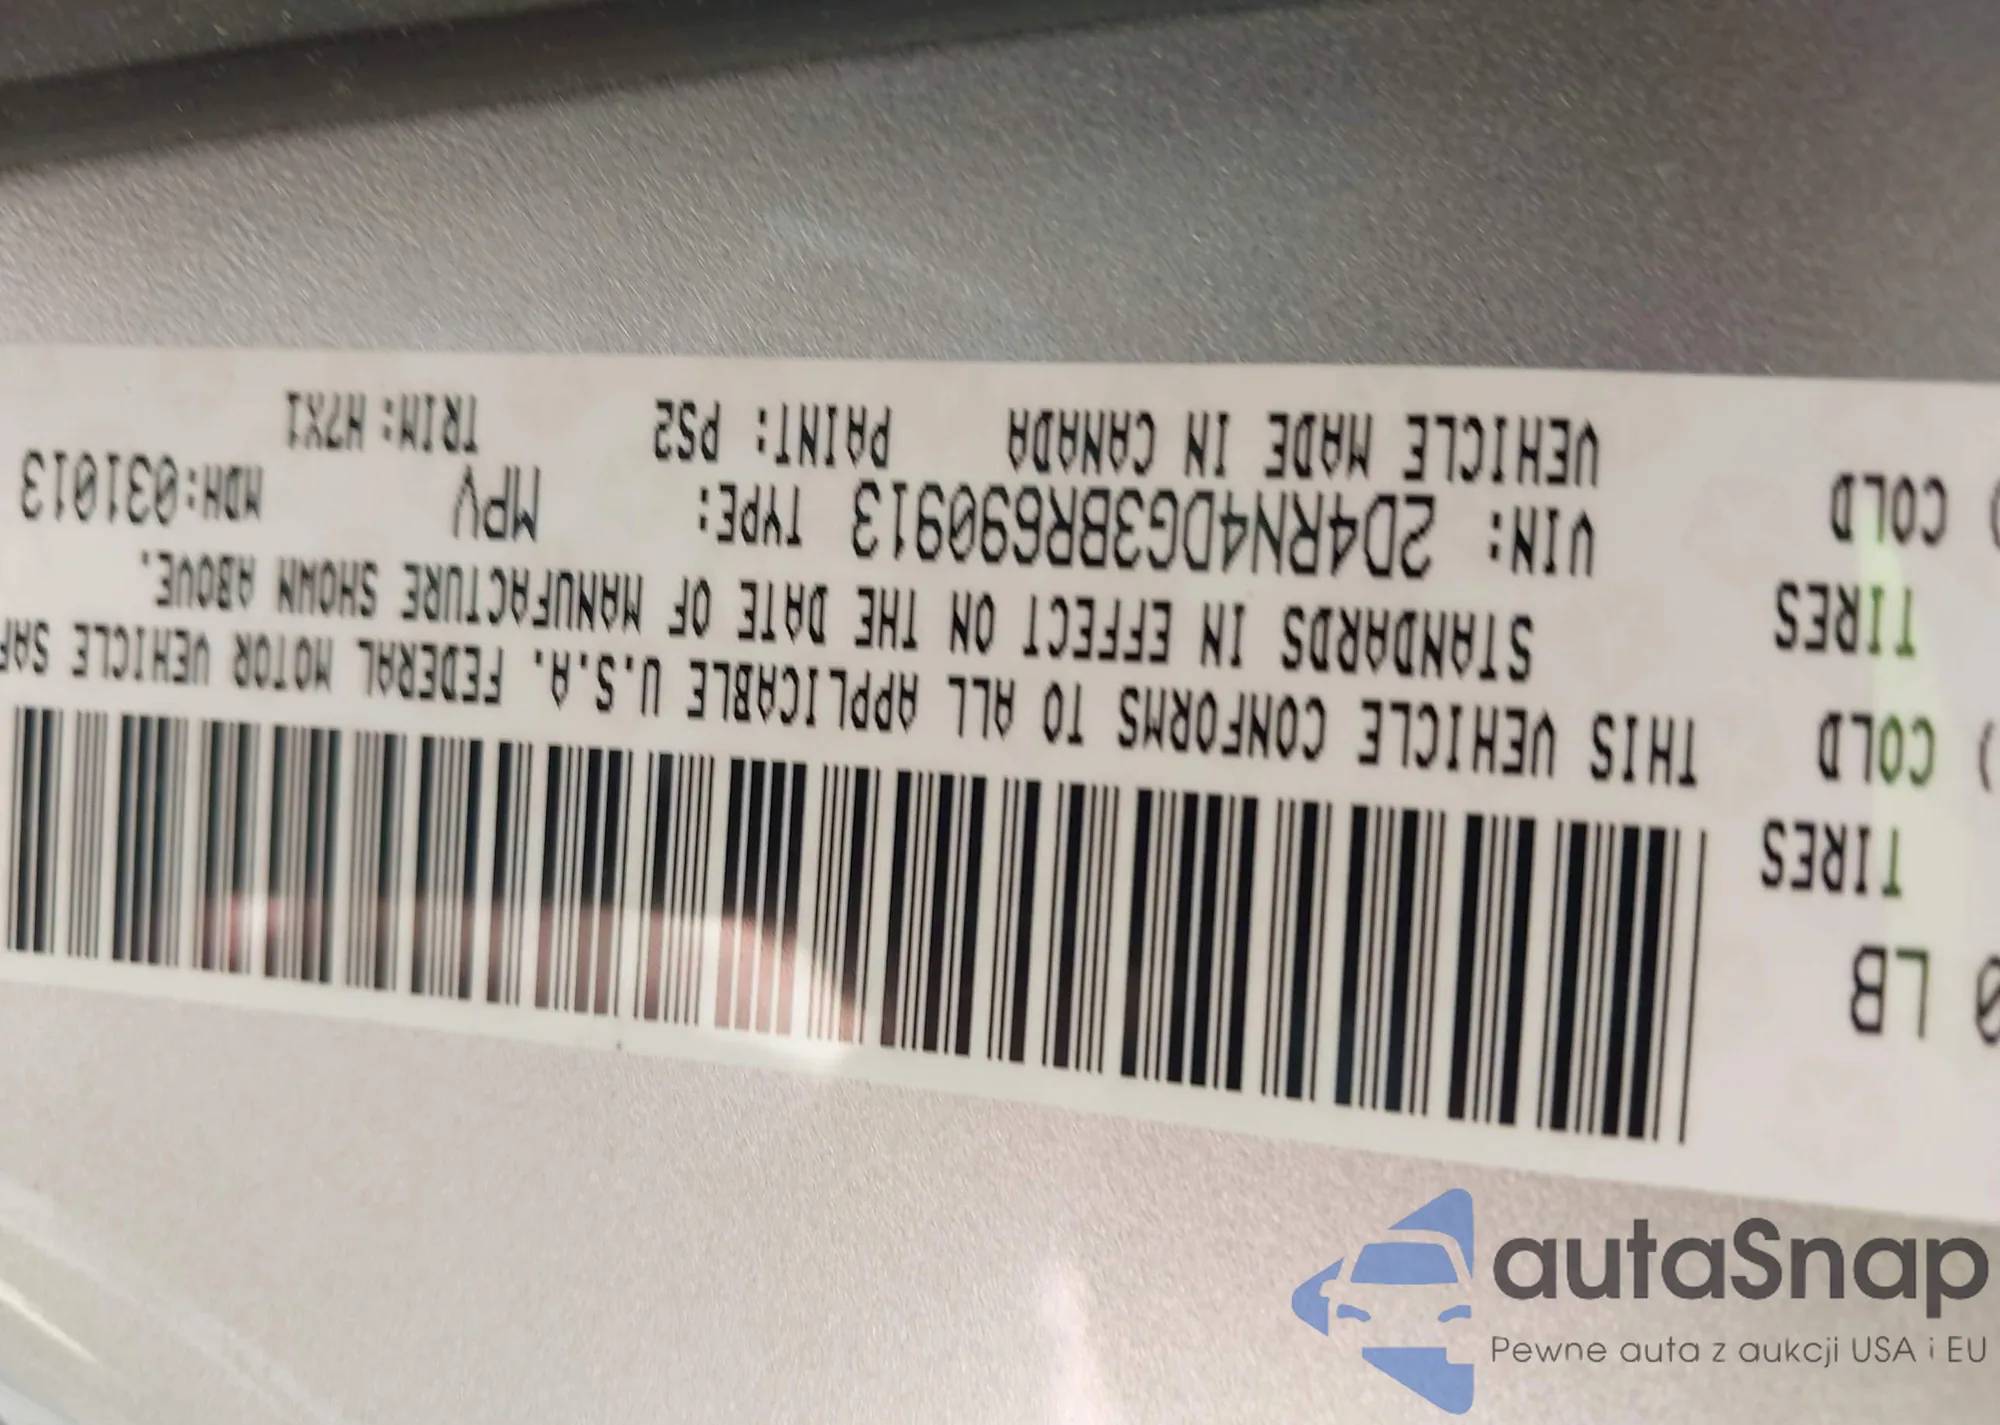 0 LB
TIRES
) COLD
TIRES
) COLD
THIS VEHICLE CONFORMS TO ALL APPLICABLE U.S.A. FEDERAL MOTOR VEHICLE SAF
STANDARDS IN EFFECT ON THE DATE OF MANUFACTURE SHOWN ABOVE.
VIN: 2D4RN4DG3BR690913 TYPE: MPV MDH:031013
VEHICLE MADE IN CANADA PAINT: PS2 TRIM: H7X1
autaSnap
Pewne auta z aukcji USA i EU